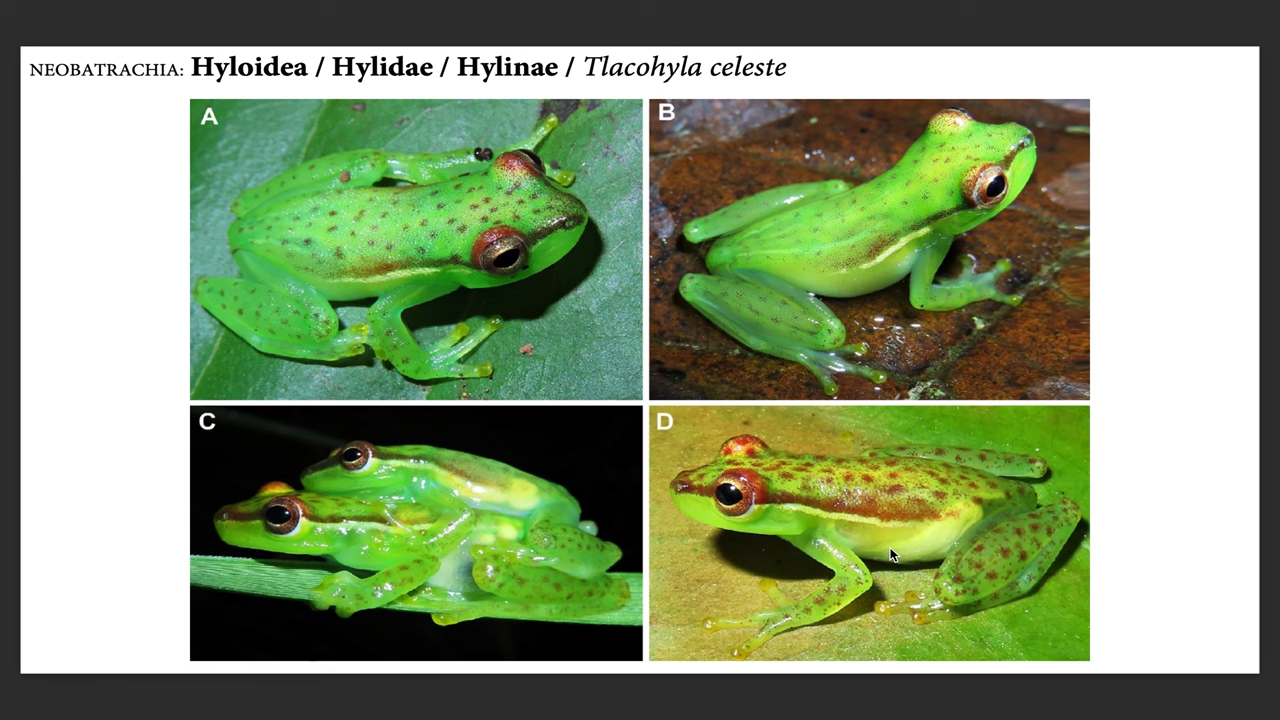 NEOBATRACHIA: Hyloidea / Hylidae / Hylinae / Tlacohyla celeste
A
B
C
D